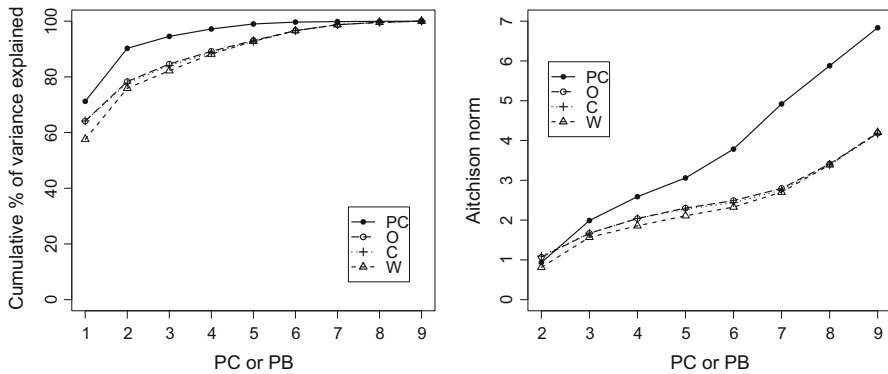 Cumulative % of variance explained
100
80
60
40
20
0
1 2 3 4 5 6 7 8 9
PC or PB
PC
O
C
W
Aitchison norm
7
6
5
4
3
2
1
0
2 3 4 5 6 7 8 9
PC or PB
PC
O
C
W